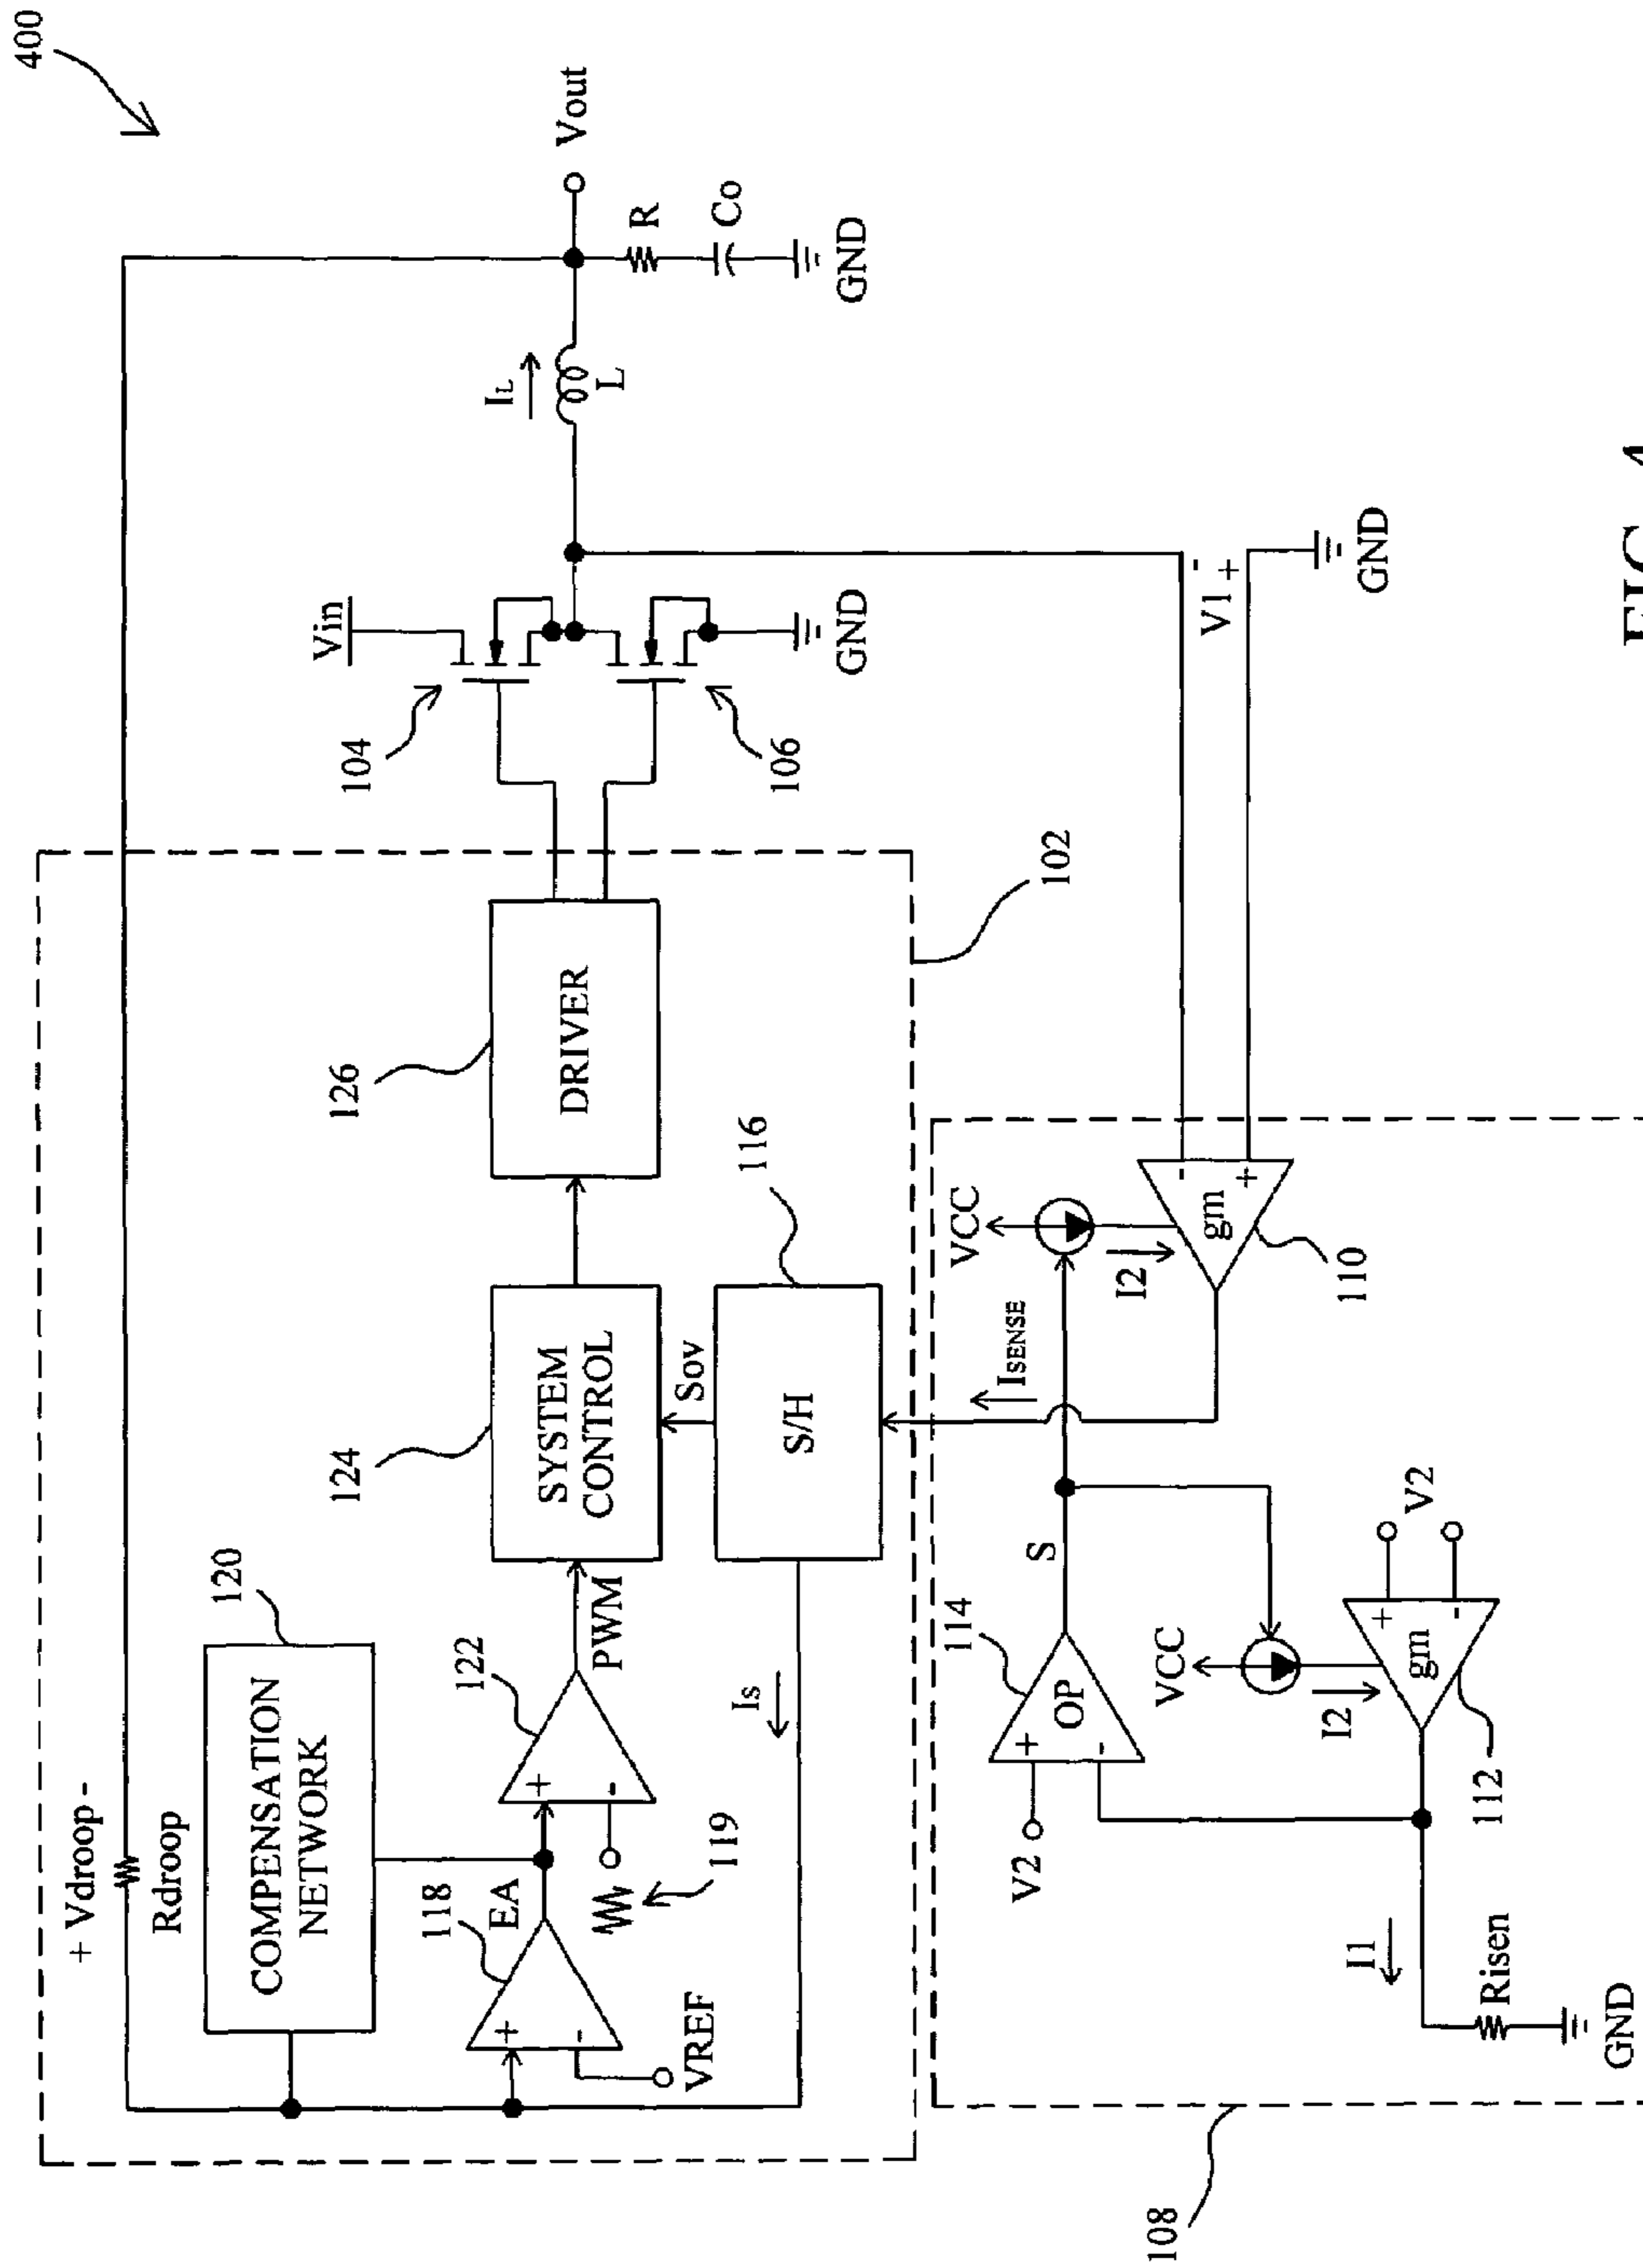 400
+ Vdroop -
Rdroop
120
COMPENSATION
NETWORK
118
EA
+
-
VREF
119
122
+
-
PWM
124
SYSTEM
CONTROL
126
DRIVER
Sov
116
S/H
Is
102
104
106
Vin
GND
IL
L
Vout
R
Co
GND
V1
-
+
GND
108
V2
+
-
OP
114
S
VCC
I2
ISENSE
VCC
I2
gm
-
+
110
gm
+
-
V2
112
I1
Risen
GND